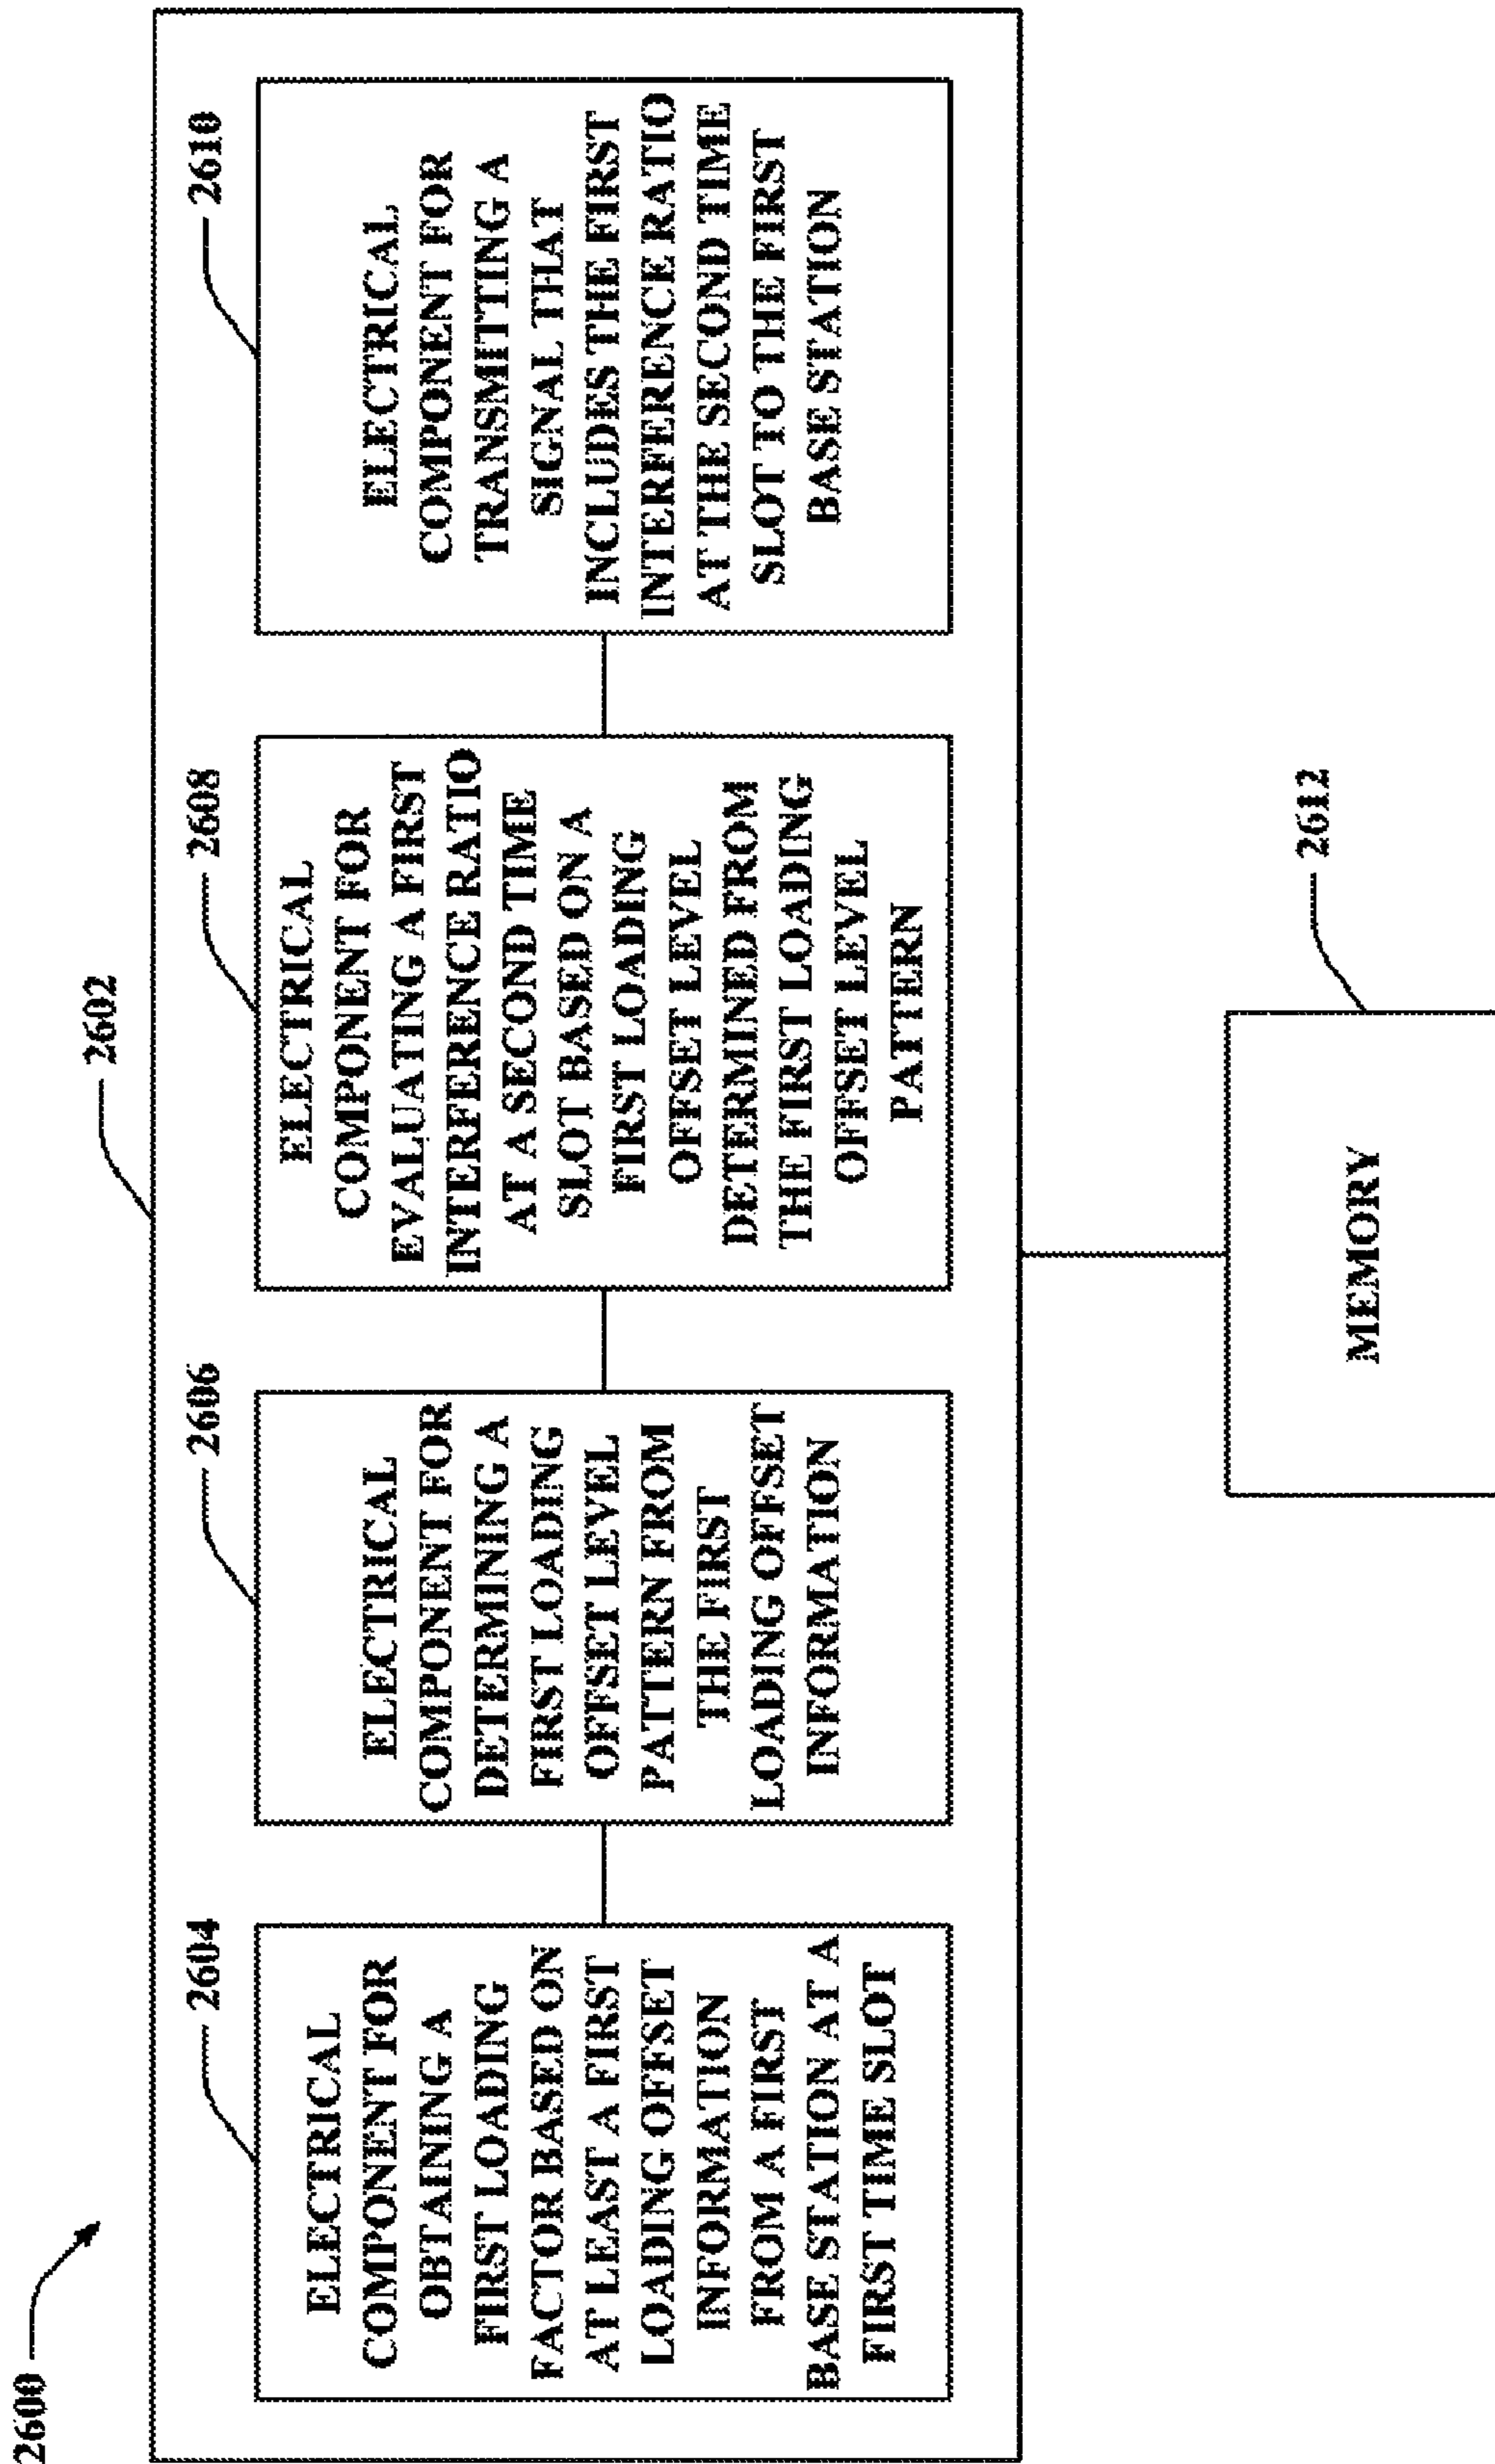 2600
2602
2604
ELECTRICAL
COMPONENT FOR
OBTAINING A
FIRST LOADING
FACTOR BASED ON
AT LEAST A FIRST
LOADING OFFSET
INFORMATION
FROM A FIRST
BASE STATION AT A
FIRST TIME SLOT
2606
ELECTRICAL
COMPONENT FOR
DETERMINING A
FIRST LOADING
OFFSET LEVEL
PATTERN FROM
THE FIRST
LOADING OFFSET
INFORMATION
2608
ELECTRICAL
COMPONENT FOR
EVALUATING A FIRST
INTERFERENCE RATIO
AT A SECOND TIME
SLOT BASED ON A
FIRST LOADING
OFFSET LEVEL
DETERMINED FROM
THE FIRST LOADING
OFFSET LEVEL
PATTERN
2610
ELECTRICAL
COMPONENT FOR
TRANSMITTING A
SIGNAL THAT
INCLUDES THE FIRST
INTERFERENCE RATIO
AT THE SECOND TIME
SLOT TO THE FIRST
BASE STATION
2612
MEMORY